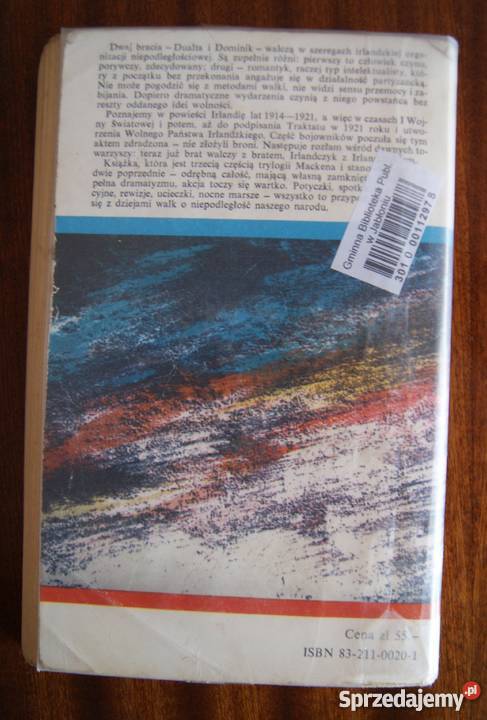 Dwaj bracia – Dualta i Dominik – walczą w szeregach irlandzkiej orga-
nizacji niepodległościowej. Są zupełnie różni: pierwszy to człowiek czynu,
porywczy, zdecydowany; drugi – romantyk, raczej typ intelektualisty, któ-
ry z początku bez przekonania angażuje się w działalność partyzancką.
Nie może pogodzić się z metodami walki, nie widzi sensu przemocy i za-
bijania. Dopiero dramatyczne wydarzenia czynią z niego powstańca bez
reszty oddanego idei wolności.
Poznajemy w powieści Irlandię lat 1914—1921, a więc w czasach I Woj-
ny Światowej i potem, aż do podpisania Traktatu w 1921 roku i utwo-
rzenia Wolnego Państwa Irlandzkiego. Część bojowników poczuła się tym
aktem zdradzona – nie złożyli broni. Następuje rozłam wśród dawnych to-
warzyszy: teraz już brat walczy z bratem, Irlandczyk z
Książka, która jest trzecią częścią trylogii Mackena i
dwie poprzednie – odrębną całość, mającą własną
pełna dramatyzmu, akcja toczy się wartko. Potyczki,
cyjne, rewizje, ucieczki, nocne marsze – wszystko to
się z dziejami walk o niepodległość naszego narodu.
Gminna Biblioteka Publ.
w Jabłoniu
301 0 00112978
Cena zł 55.–
ISBN 83-211-0020-1
Sprzedajemy.pl